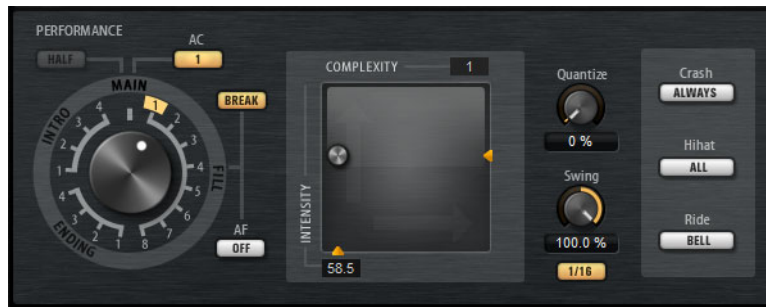 PERFORMANCE
AC
HALF
1
MAIN
BREAK
INTRO
1
2
3
4
1
2
3
4
5
6
7
8
FILL
ENDING
1
2
3
4
AF
OFF
COMPLEXITY
1
INTENSITY
58.5
Quantize
0 %
Swing
100.0 %
1/16
Crash
ALWAYS
Hihat
ALL
Ride
BELL